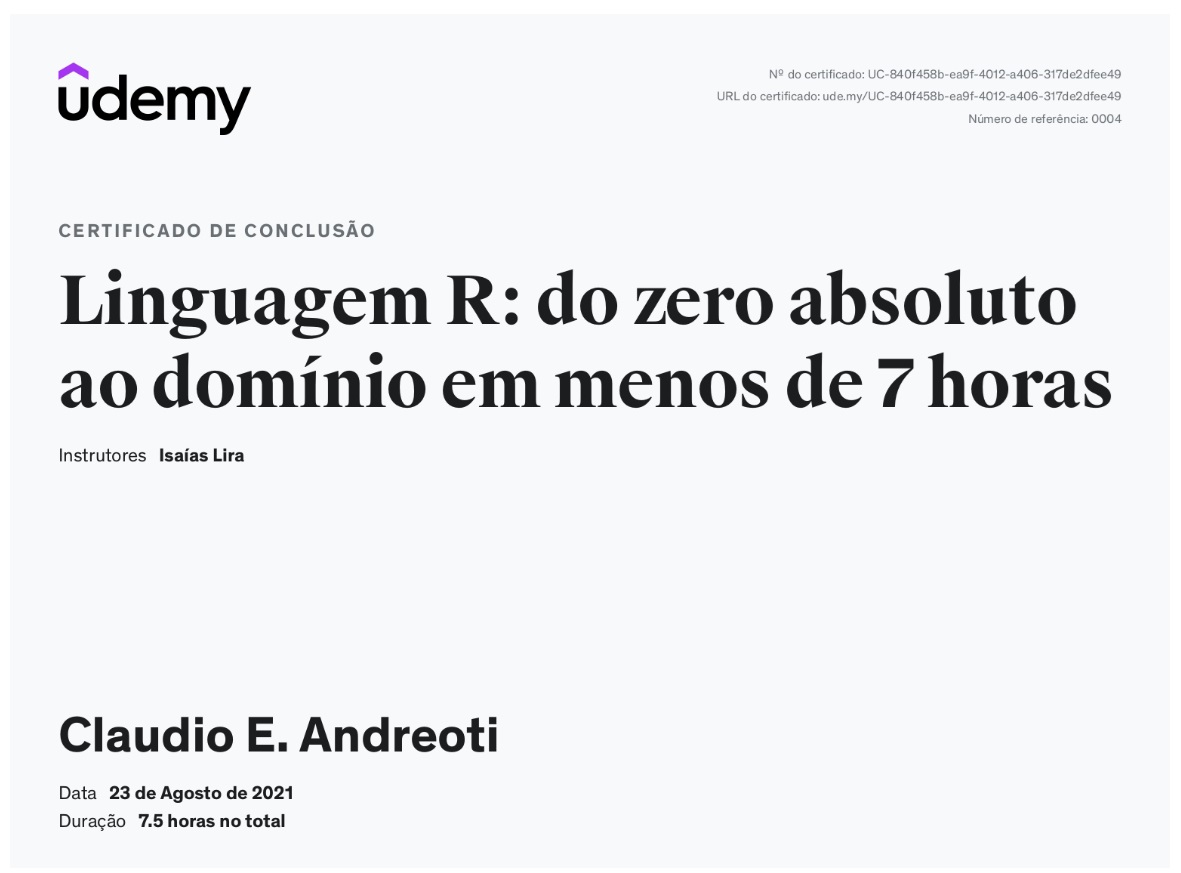 udemy
Nº do certificado: UC-840f458b-ea9f-4012-a406-317de2dfee49
URL do certificado: ude.my/UC-840f458b-ea9f-4012-a406-317de2dfee49
Número de referência: 0004
CERTIFICADO DE CONCLUSÃO
Linguagem R: do zero absoluto
ao domínio em menos de 7 horas
Instrutores Isaías Lira
Claudio E. Andreoti
Data 23 de Agosto de 2021
Duração 7.5 horas no total